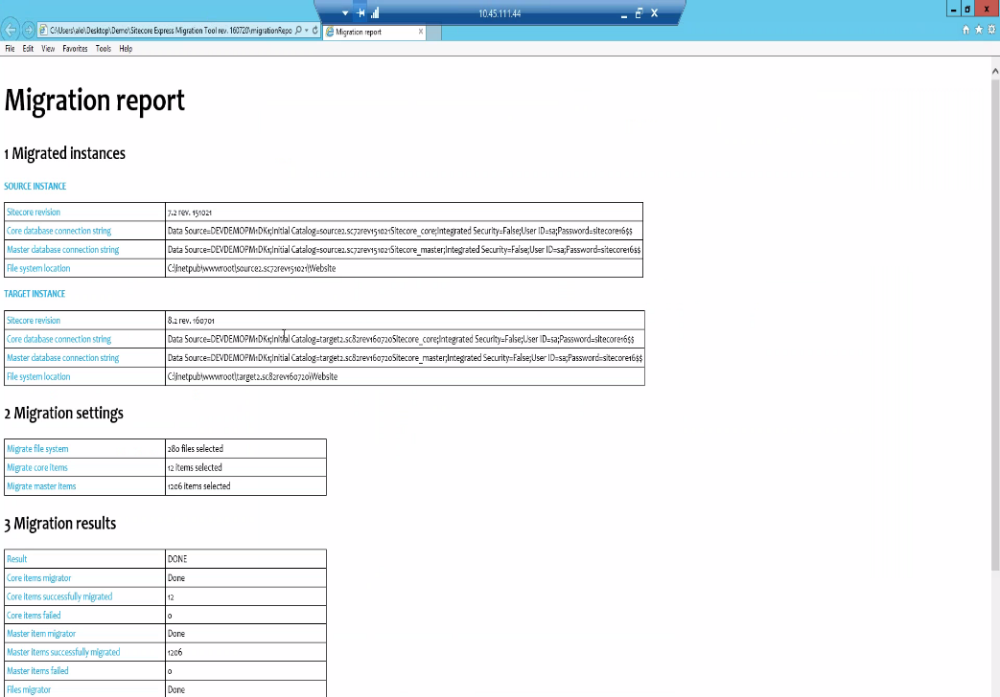 10.45.111.44
C:\Users\alo\Desktop\Demo\Sitecore Express Migration Tool rev. 160720\migrationRepo
Migration report
File Edit View Favorites Tools Help
Migration report
1 Migrated instances
SOURCE INSTANCE
Sitecore revision 7.2 rev. 151021
Core database connection string Data Source=DEVDEMOPM1DK1;Initial Catalog=source2.sc72rev151021Sitecore_core;Integrated Security=False;User ID=sa;Password=sitecore16$$
Master database connection string Data Source=DEVDEMOPM1DK1;Initial Catalog=source2.sc72rev151021Sitecore_master;Integrated Security=False;User ID=sa;Password=sitecore16$$
File system location C:\inetpub\wwwroot\source2.sc72rev151021\Website
TARGET INSTANCE
Sitecore revision 8.2 rev. 160701
Core database connection string Data Source=DEVDEMOPM1DK1;Initial Catalog=target2.sc82rev160720Sitecore_core;Integrated Security=False;User ID=sa;Password=sitecore16$$
Master database connection string Data Source=DEVDEMOPM1DK1;Initial Catalog=target2.sc82rev160720Sitecore_master;Integrated Security=False;User ID=sa;Password=sitecore16$$
File system location C:\inetpub\wwwroot\target2.sc82rev160720\Website
2 Migration settings
Migrate file system 280 files selected
Migrate core items 12 items selected
Migrate master items 1206 items selected
3 Migration results
Result DONE
Core items migrator Done
Core items successfully migrated 12
Core items failed 0
Master item migrator Done
Master items successfully migrated 1206
Master items failed 0
Files migrator Done